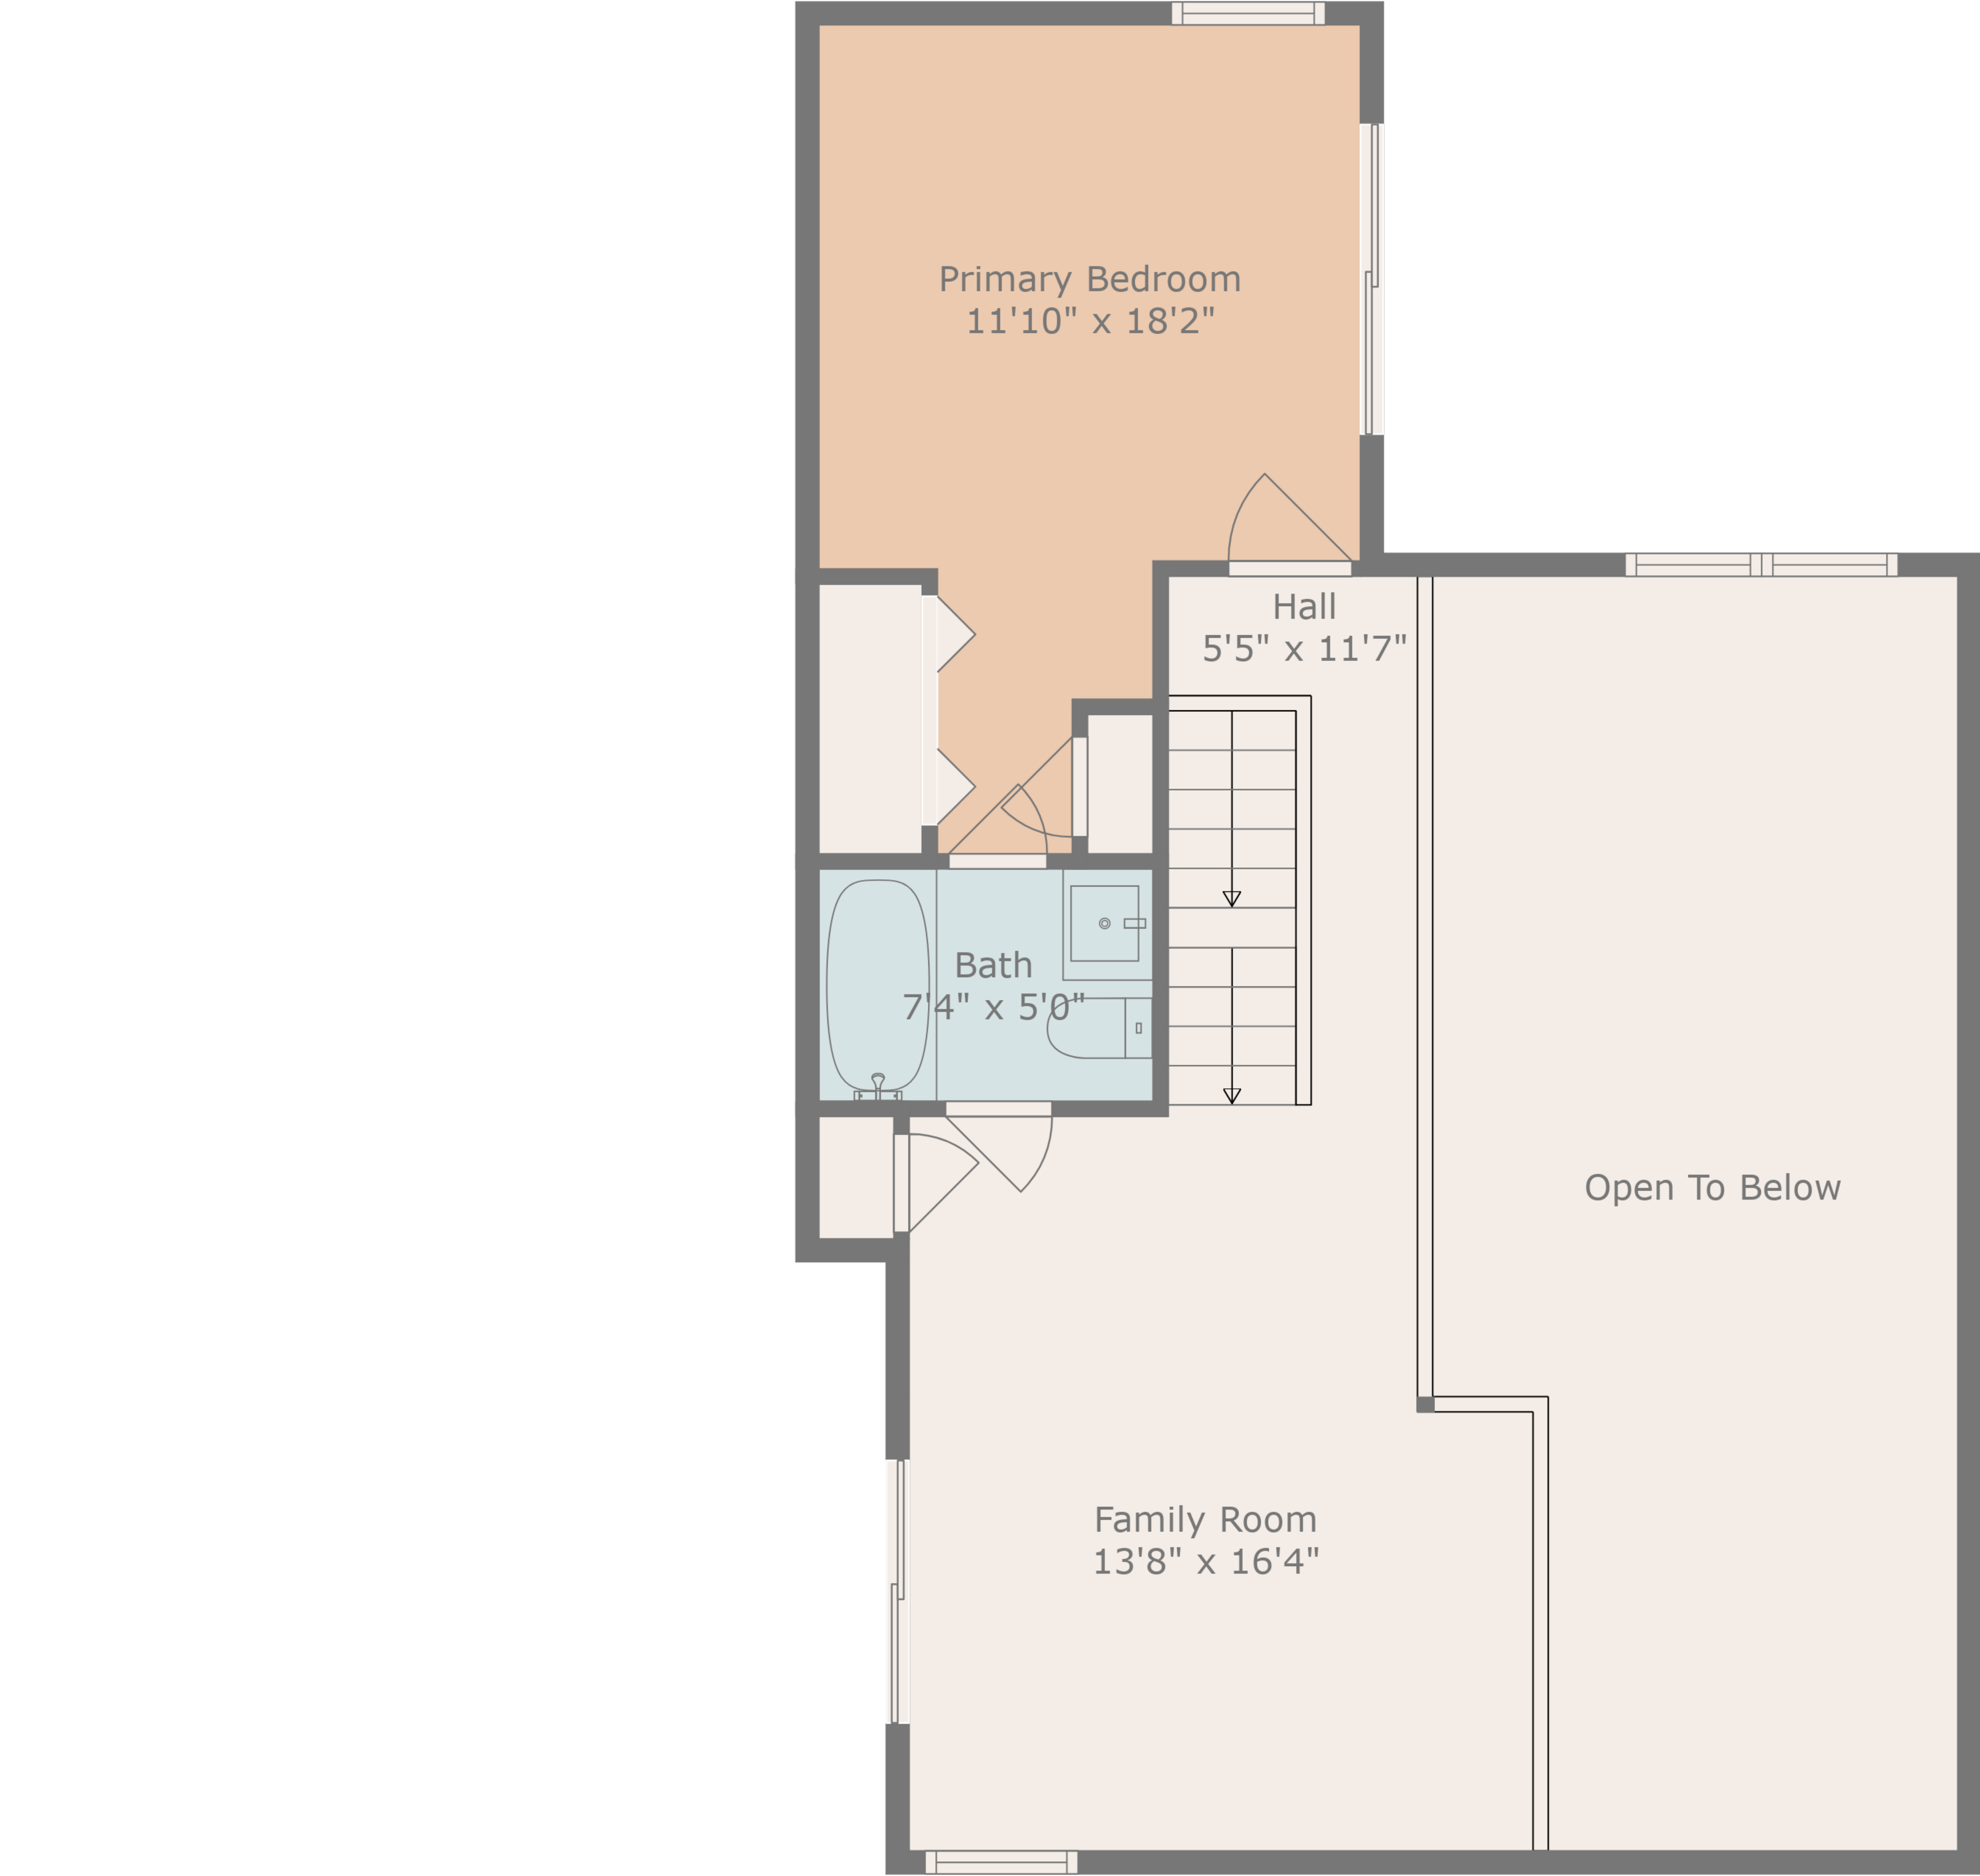 Primary Bedroom
11'10" x 18'2"
Hall
5'5" x 11'7"
Bath
7'4" x 5'0"
Open To Below
Family Room
13'8" x 16'4"